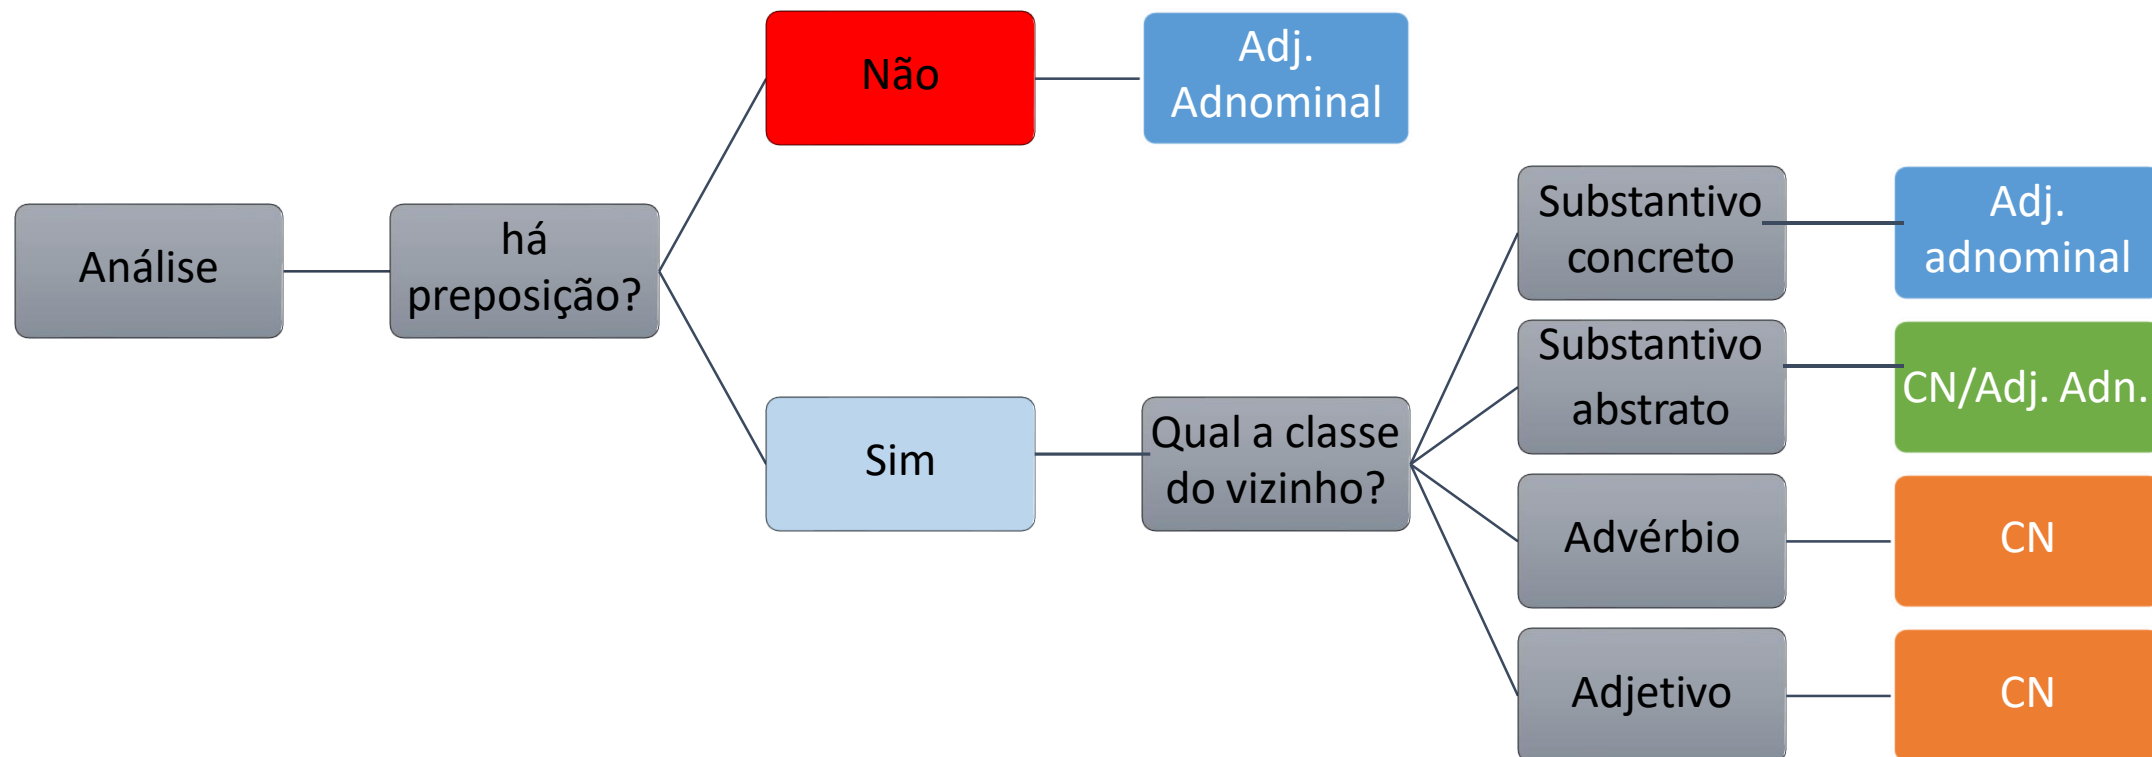 Análise
há
preposição?
Não
Adj.
Adnominal
Sim
Qual a classe
do vizinho?
Substantivo
concreto
Adj.
adnominal
Substantivo
abstrato
CN/Adj. Adn.
Advérbio
CN
Adjetivo
CN